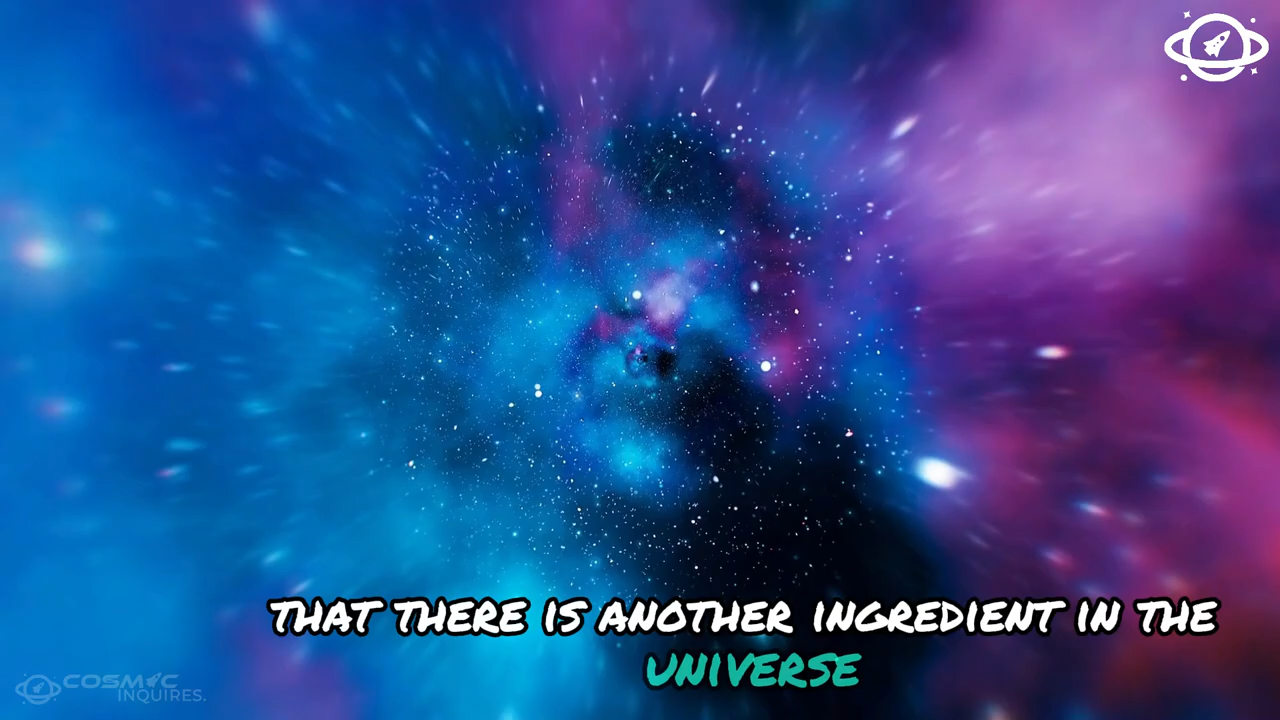 THAT THERE IS ANOTHER INGREDIENT IN THE
UNIVERSE
COSMIC
INQUIRES.